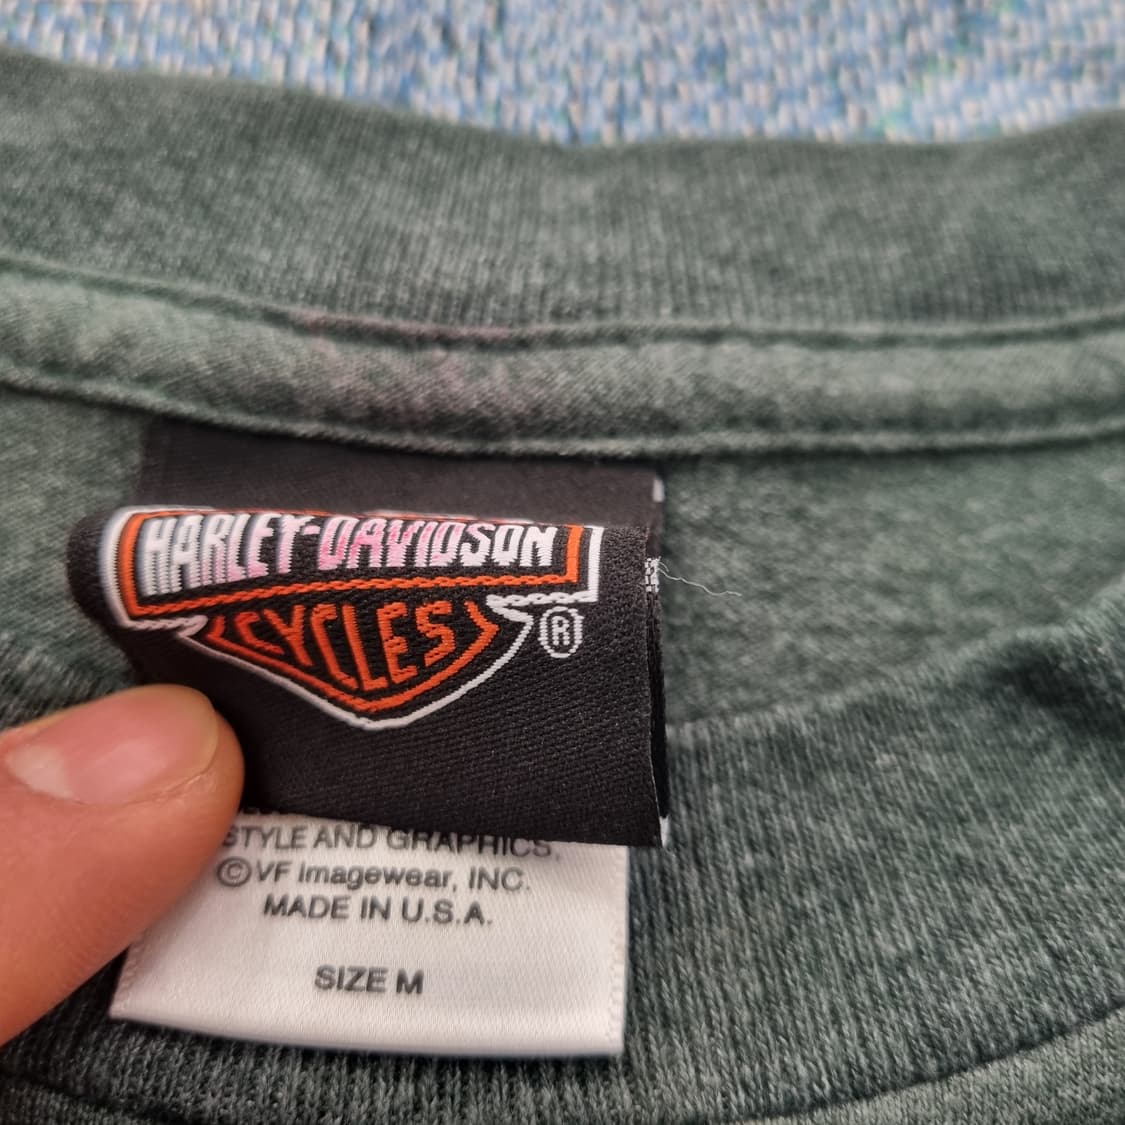 HARLEY-DAVIDSON
CYCLES
®
STYLE AND GRAPHICS.
©VF Imagewear, INC.
MADE IN U.S.A.
SIZE M